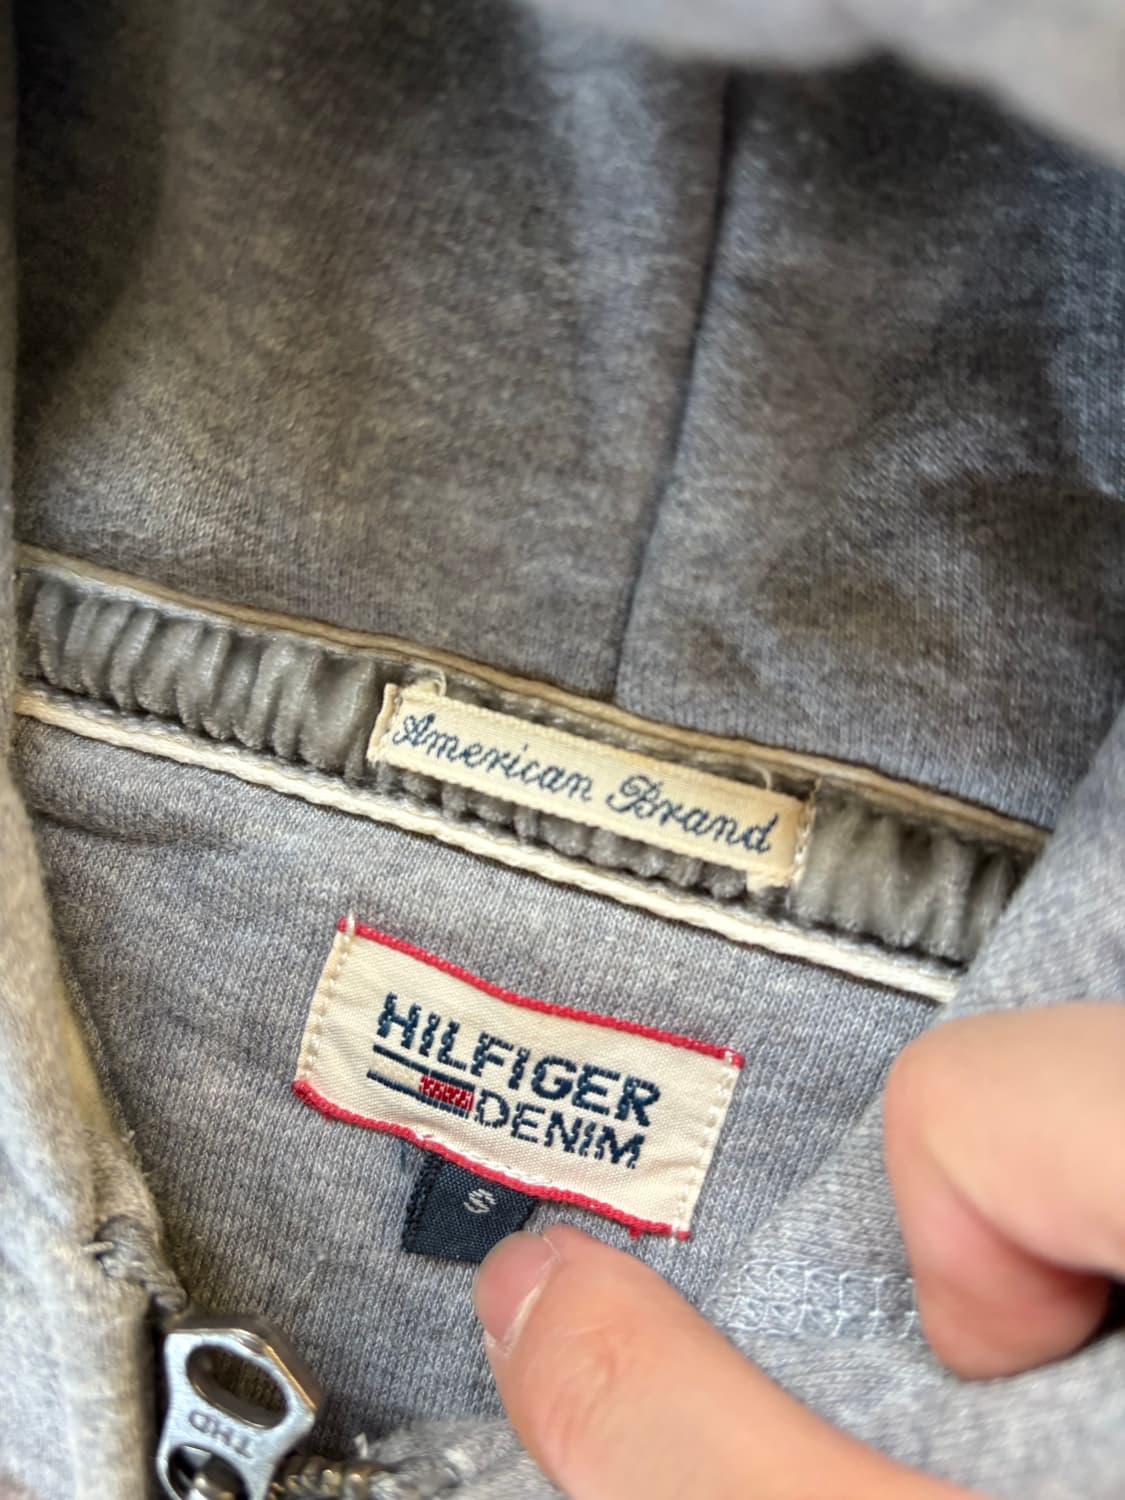 American Brand
HILFIGER
DENIM
S
THD